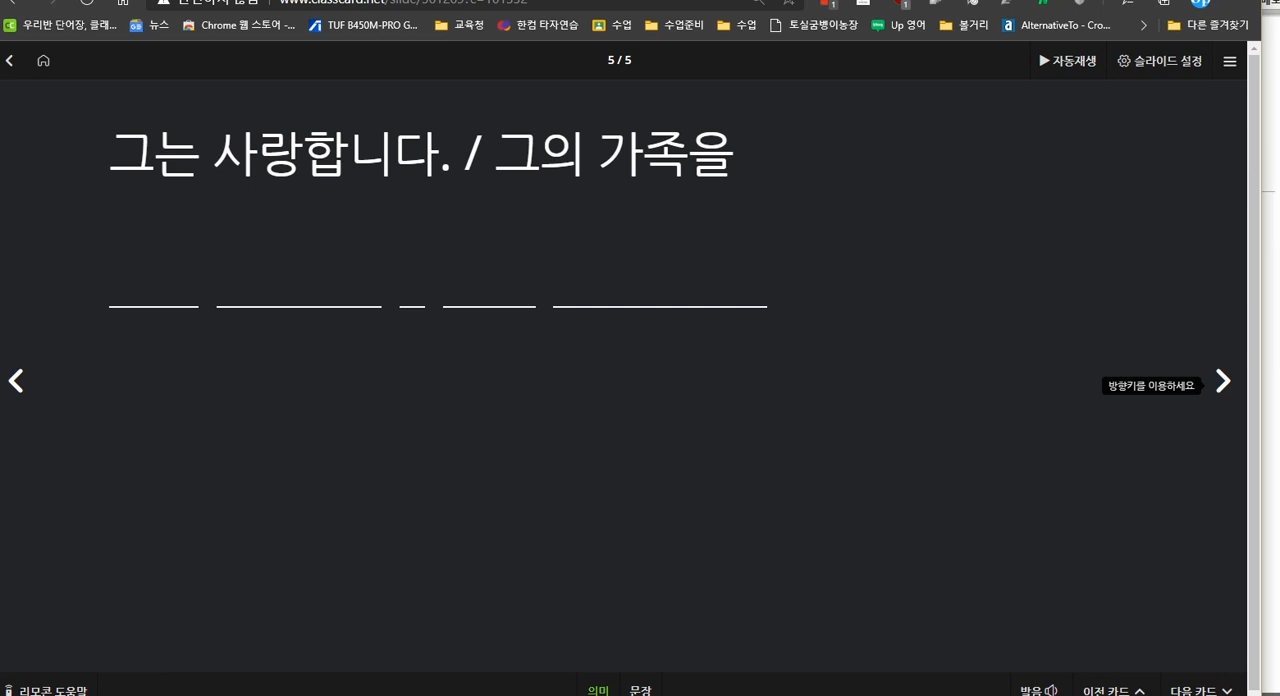 우리반 단어장, 클래... 뉴스 Chrome 웹 스토어 -... TUF B450M-PRO G... 교육청 한컴 타자연습 수업 수업준비 수업 토실굼벵이농장 Up 영어 볼거리 AlternativeTo - Cro... 다른 즐겨찾기
5 / 5
자동재생 슬라이드 설정
그는 사랑합니다. / 그의 가족을
방향키를 이용하세요
리모콘 도움말 의미 문장 발음 이전 카드 다음 카드